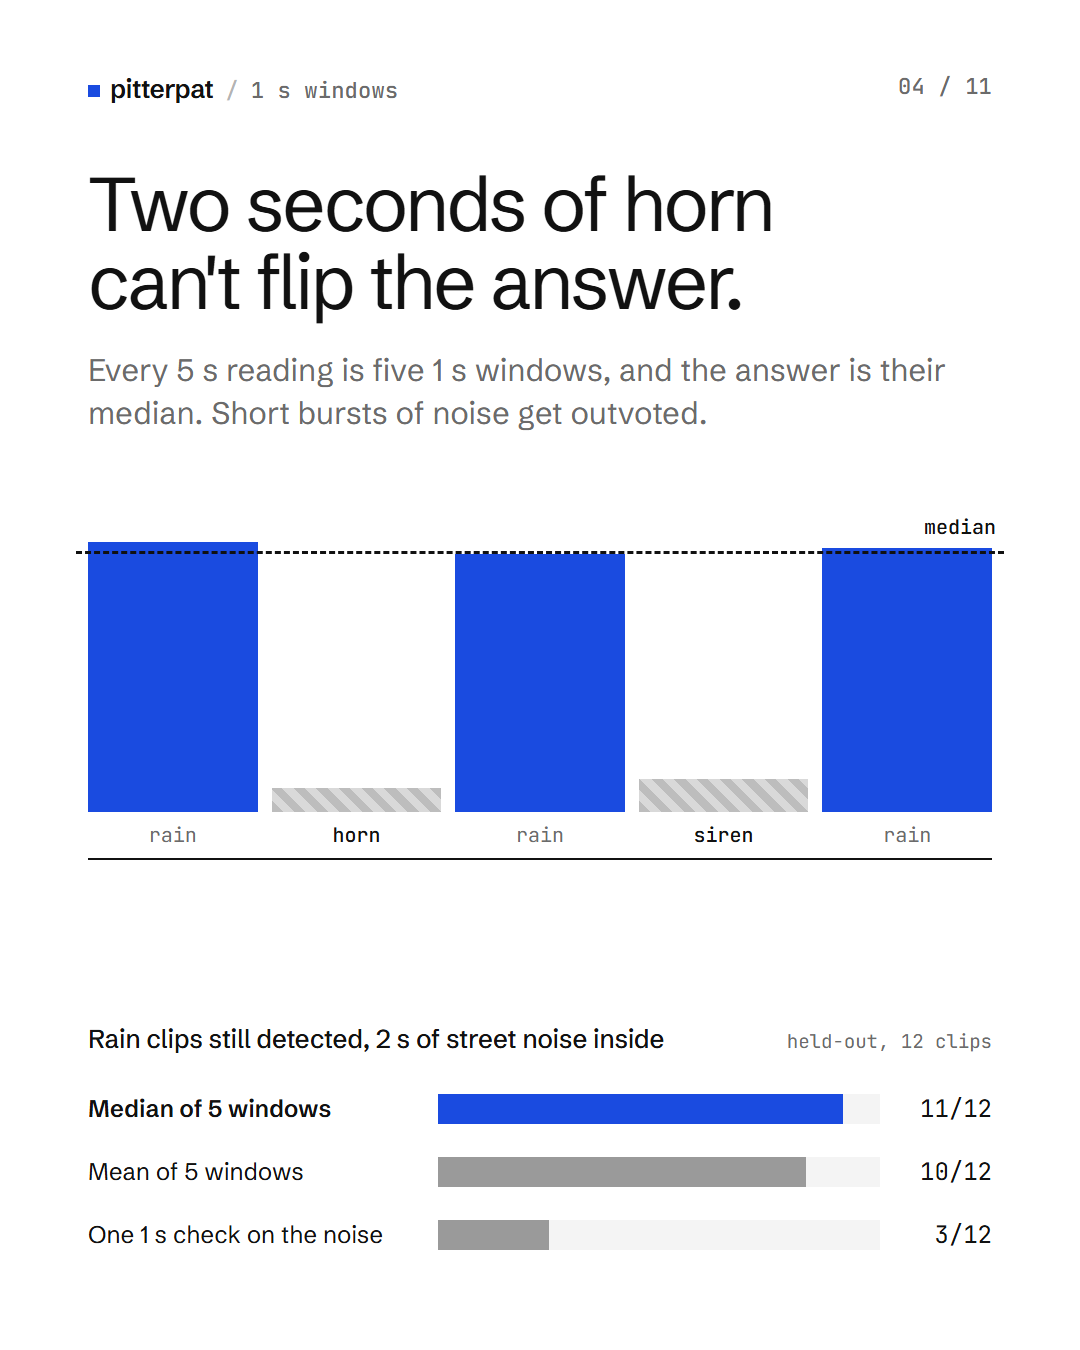 pitterpat / 1 s windows
04 / 11
Two seconds of horn
can't flip the answer.
Every 5 s reading is five 1 s windows, and the answer is their
median. Short bursts of noise get outvoted.
median
rain
horn
rain
siren
rain
Rain clips still detected, 2 s of street noise inside
held-out, 12 clips
Median of 5 windows
11/12
Mean of 5 windows
10/12
One 1 s check on the noise
3/12